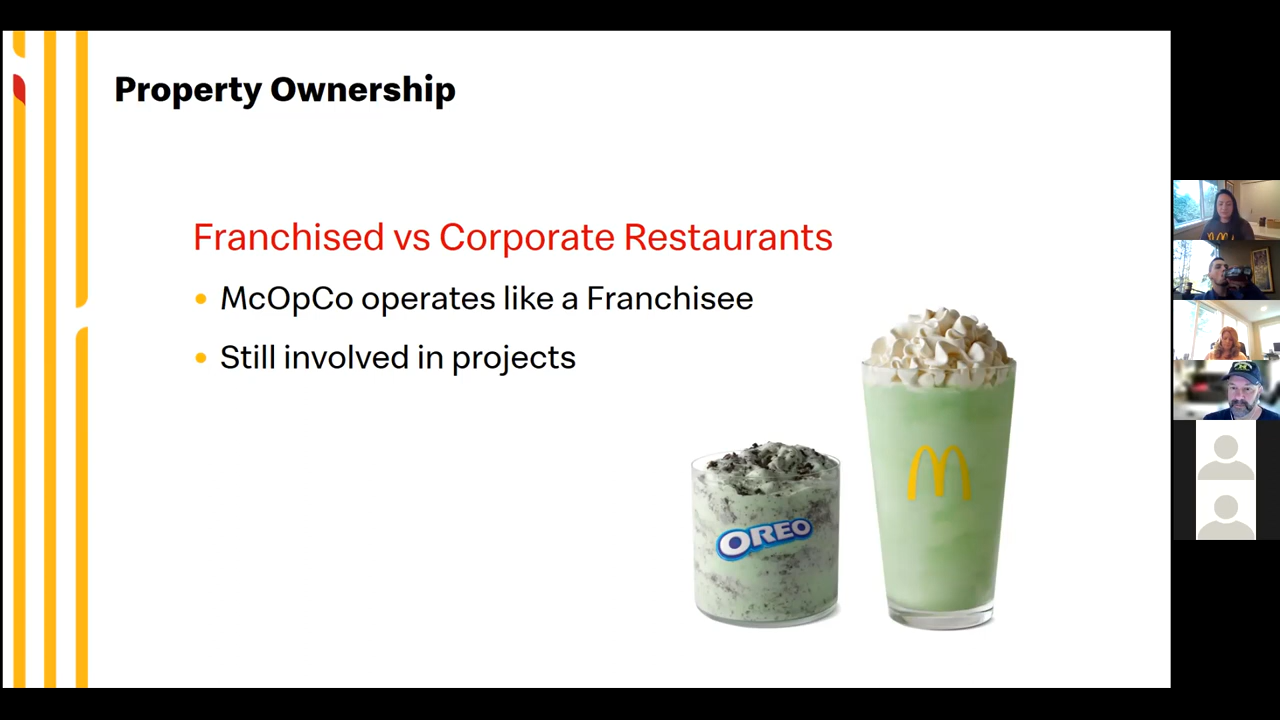 Property Ownership
Franchised vs Corporate Restaurants
• McOpCo operates like a Franchisee
• Still involved in projects
OREO